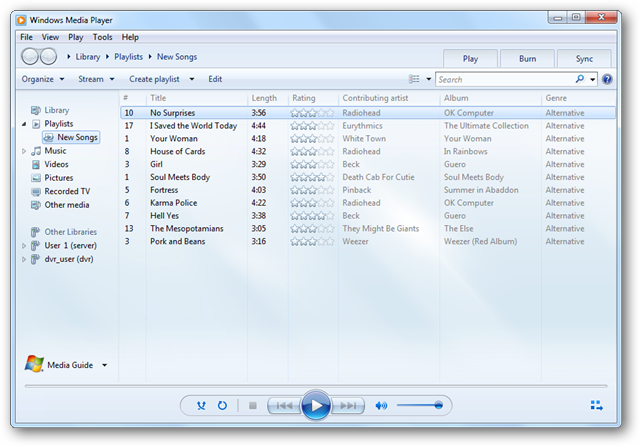 Windows Media Player
File View Play Tools Help
Library Playlists New Songs
Play Burn Sync
Organize Stream Create playlist Edit Search
Library
Playlists
New Songs
Music
Videos
Pictures
Recorded TV
Other media
Other Libraries
User 1 (server)
dvr_user (dvr)
Media Guide
# Title Length Rating Contributing artist Album Genre
10 No Surprises 3:56 Radiohead OK Computer Alternative
17 I Saved the World Today 4:44 Eurythmics The Ultimate Collection Alternative
1 Your Woman 4:18 White Town Your Woman Alternative
8 House of Cards 4:32 Radiohead In Rainbows Alternative
3 Girl 3:29 Beck Guero Alternative
1 Soul Meets Body 3:50 Death Cab For Cutie Soul Meets Body Alternative
5 Fortress 4:03 Pinback Summer in Abaddon Alternative
6 Karma Police 4:22 Radiohead OK Computer Alternative
7 Hell Yes 3:38 Beck Guero Alternative
13 The Mesopotamians 3:05 They Might Be Giants The Else Alternative
3 Pork and Beans 3:16 Weezer Weezer (Red Album) Alternative